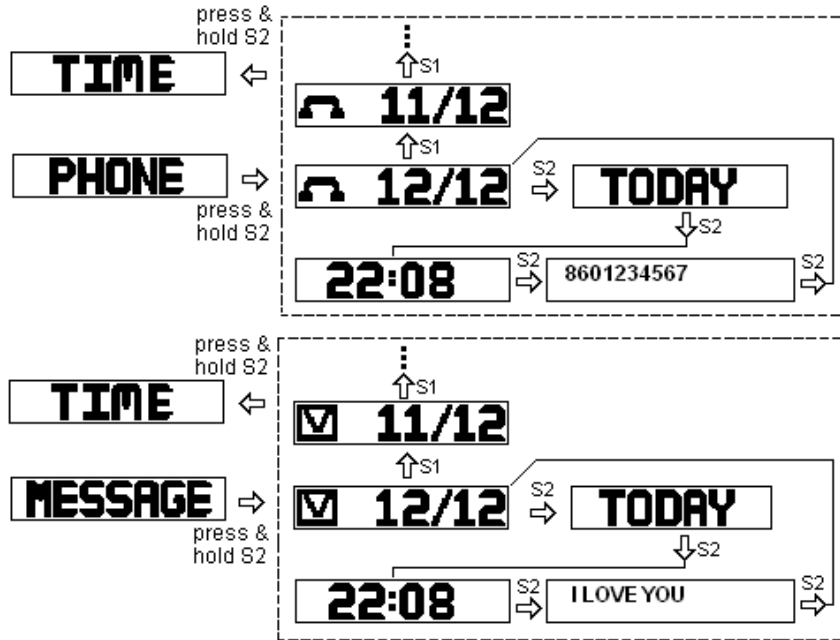 press &
hold S2
S1
TIME
11/12
S1
PHONE
12/12
S2
TODAY
press &
hold S2
S2
22:08
S2
8601234567
S2
press &
hold S2
S1
TIME
11/12
S1
MESSAGE
12/12
S2
TODAY
press &
hold S2
S2
22:08
S2
I LOVE YOU
S2